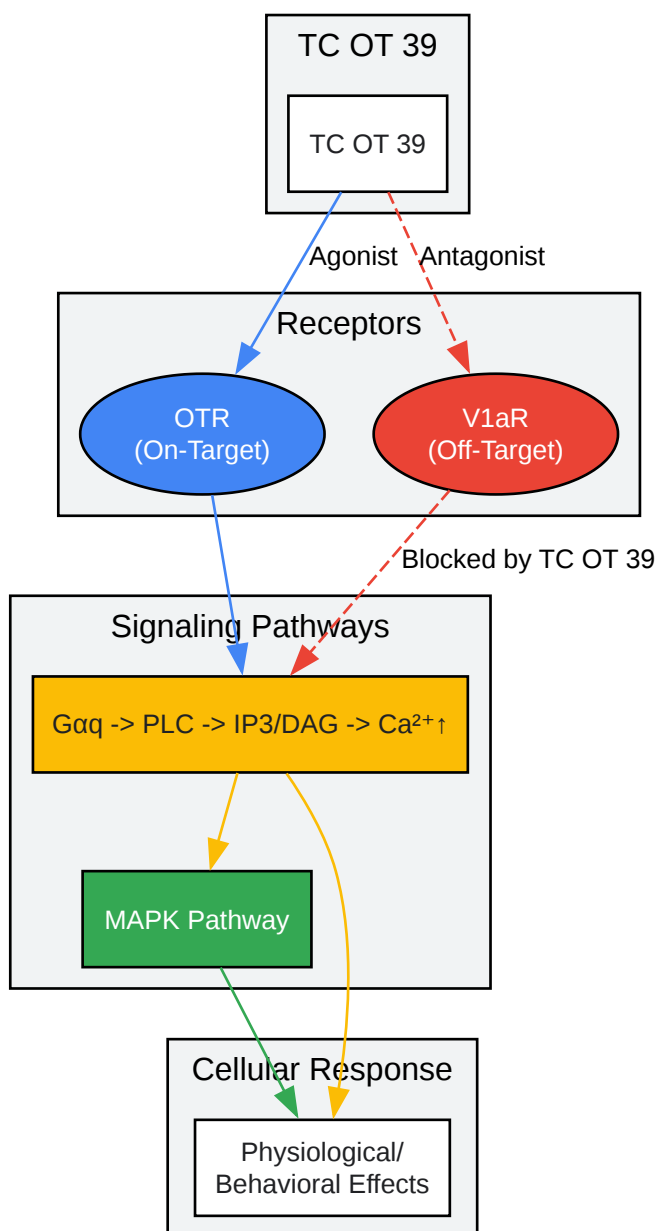 TC OT 39
TC OT 39
Agonist
Antagonist
Receptors
OTR
(On-Target)
V1aR
(Off-Target)
Blocked by TC OT 39
Signaling Pathways
Gαq -> PLC -> IP3/DAG -> Ca²⁺↑
MAPK Pathway
Cellular Response
Physiological/
Behavioral Effects